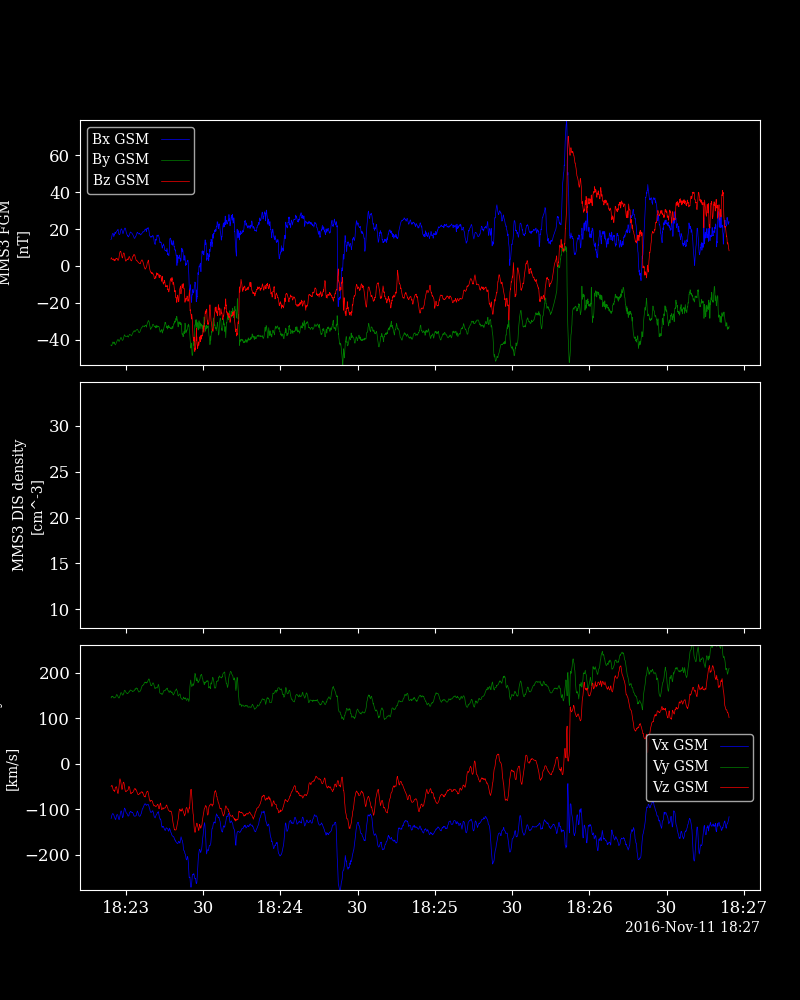 60
40
20
0
−20
−40
MMS3 FGM
[nT]
Bx GSM
By GSM
Bz GSM
30
25
20
15
10
MMS3 DIS density
[cm^-3]
200
100
0
−100
−200
[km/s]
Vx GSM
Vy GSM
Vz GSM
18:23 30 18:24 30 18:25 30 18:26 30 18:27
2016-Nov-11 18:27